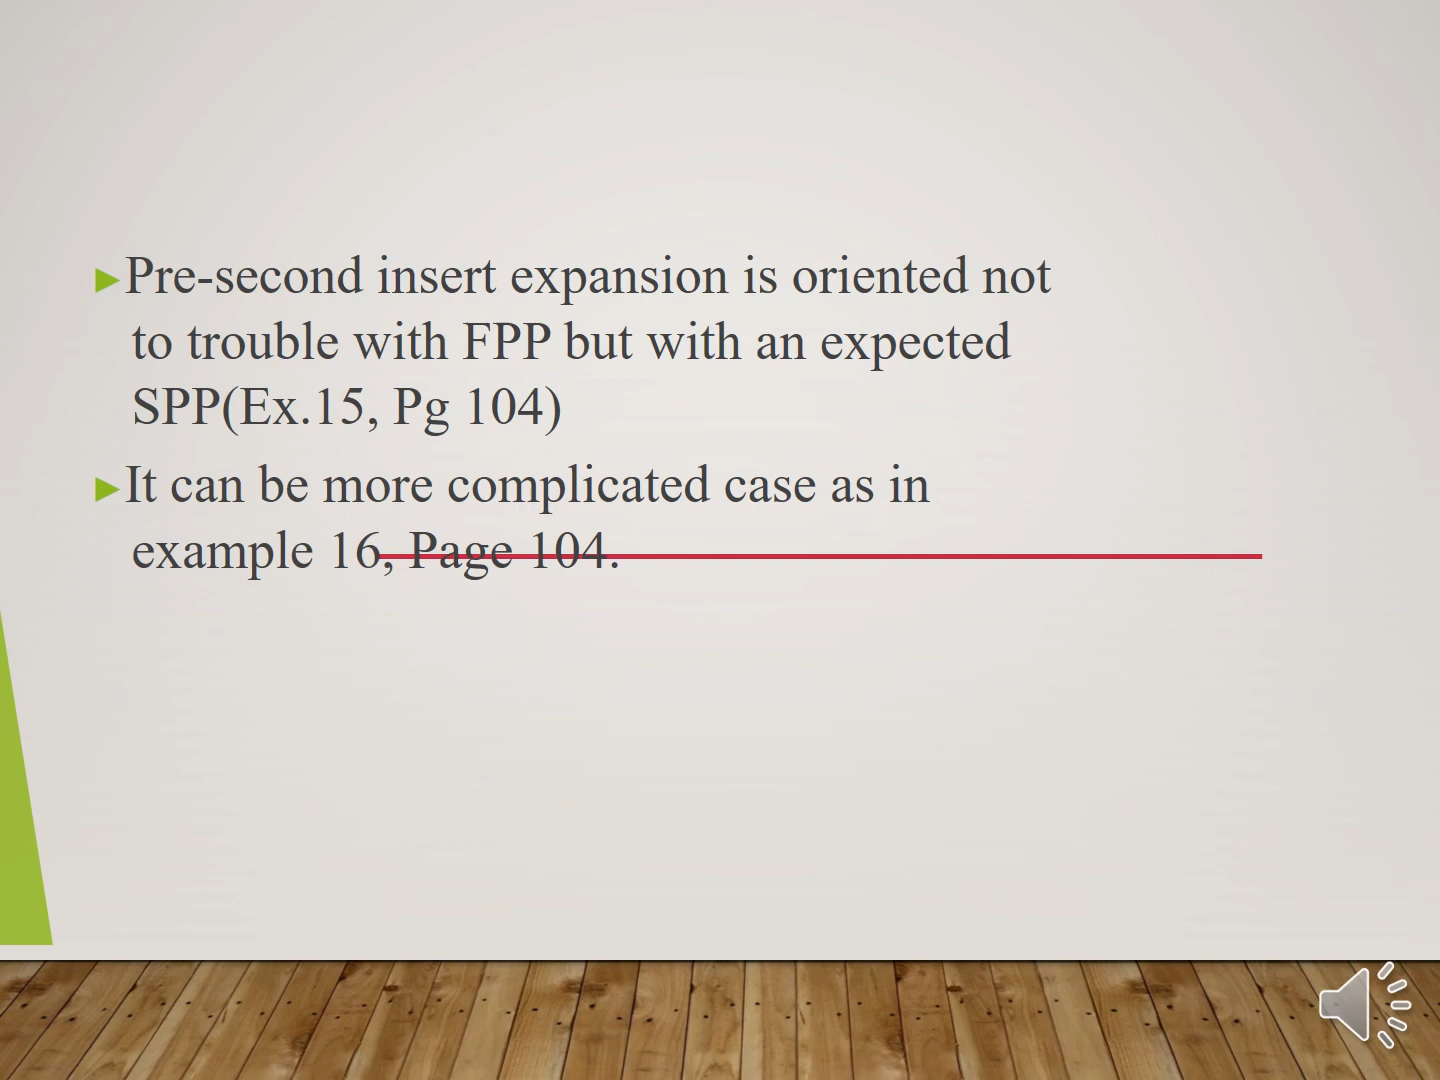 Pre-second insert expansion is oriented not
to trouble with FPP but with an expected
SPP(Ex.15, Pg 104)
It can be more complicated case as in
example 16, Page 104.